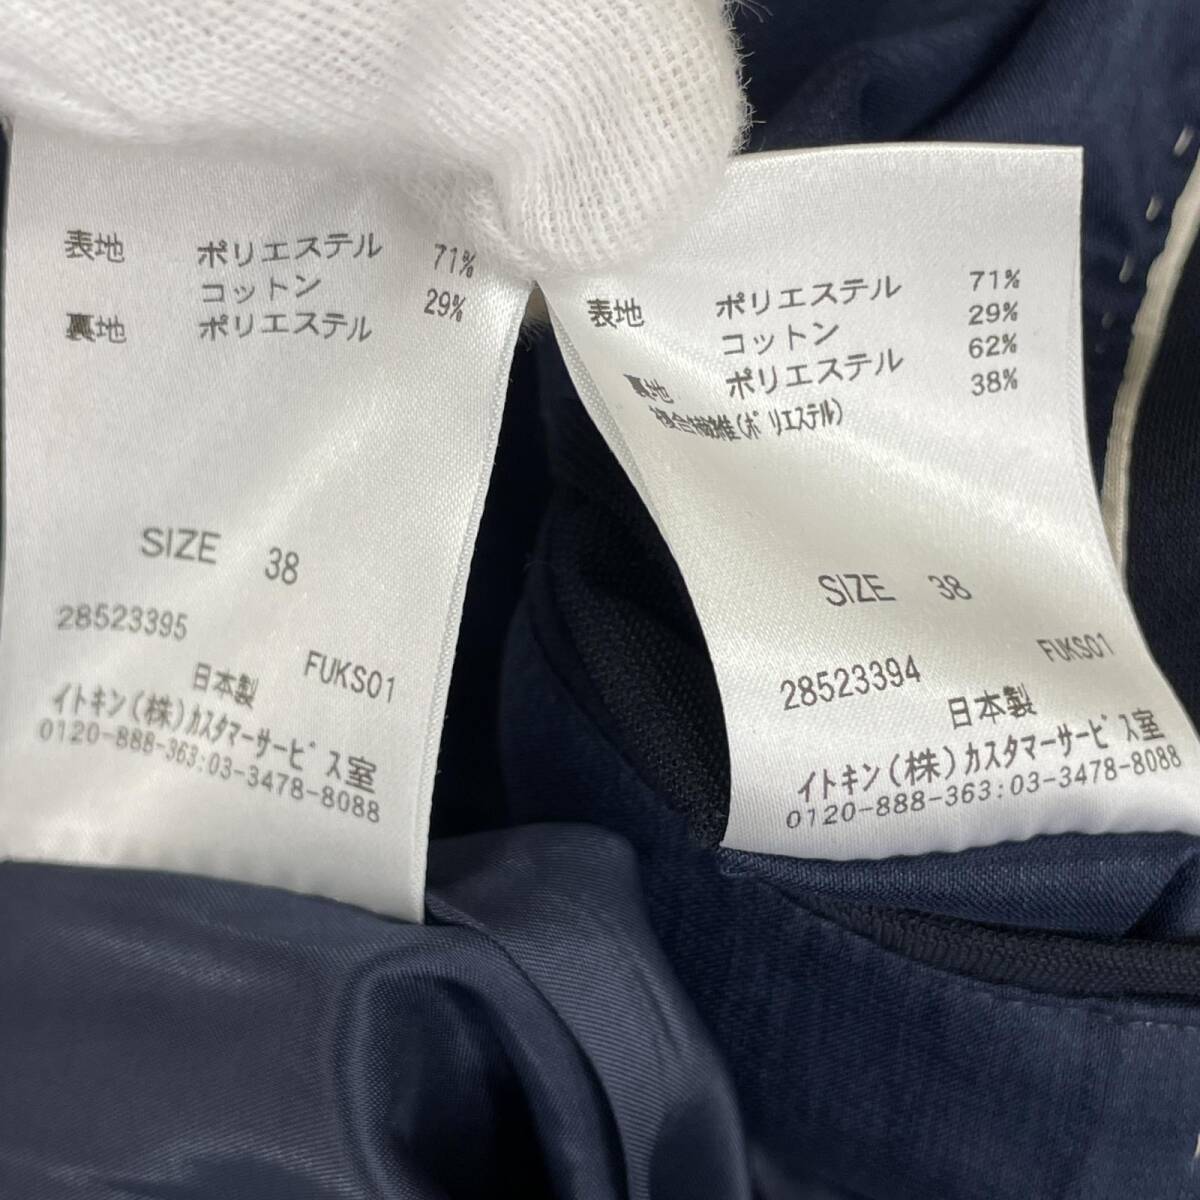 表地 ポリエステル 71%
コットン 29%
裏地 ポリエステル
SIZE 38
28523395
FUKS01
日本製
イトキン(株)カスタマーサービス室
0120-888-363:03-3478-8088
表地 ポリエステル 71%
コットン 29%
裏地 ポリエステル 62%
複合繊維(ポリエステル) 38%
SIZE 38
28523394
FUKS01
日本製
イトキン(株)カスタマーサービス室
0120-888-363:03-3478-8088